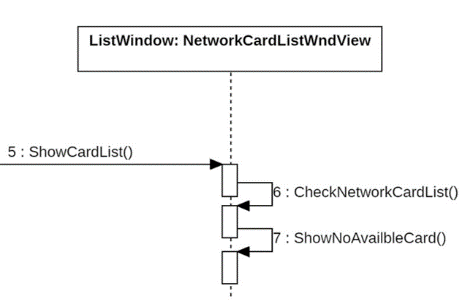 ListWindow: NetworkCardListWndView
5 : ShowCardList()
6 : CheckNetworkCardList()
7 : ShowNoAvailbleCard()